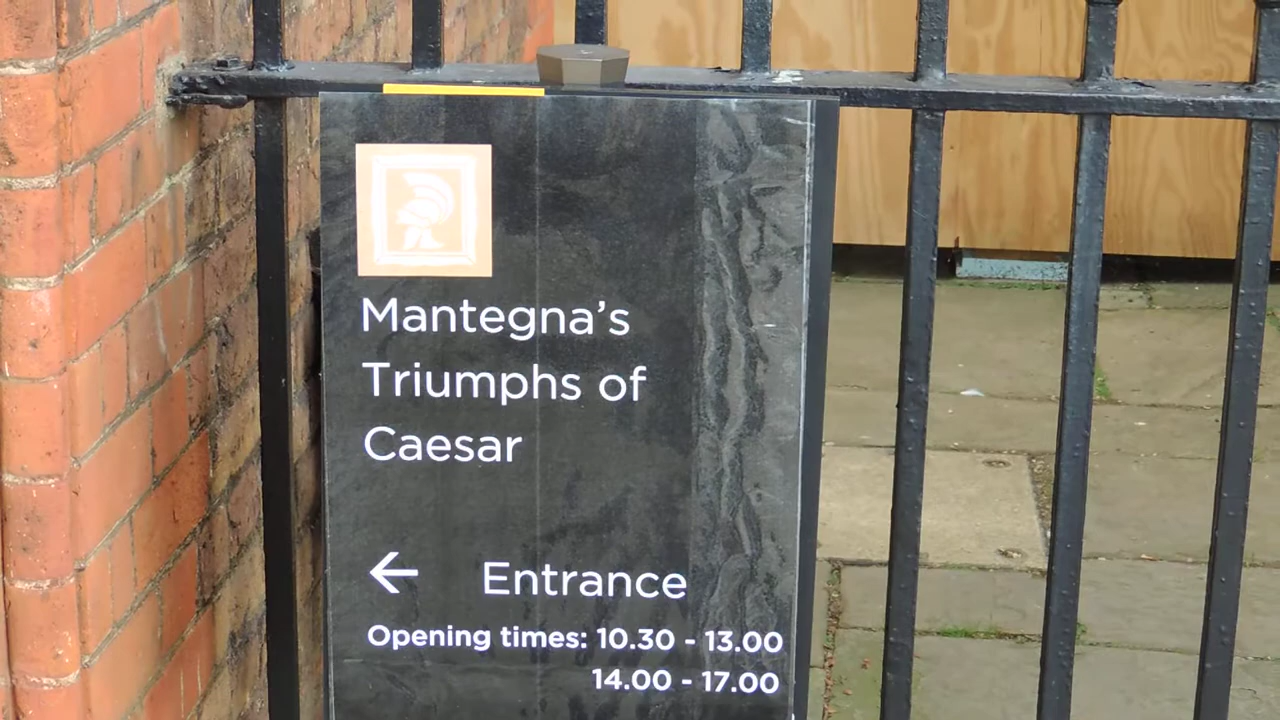 Mantegna’s
Triumphs of
Caesar
← Entrance
Opening times: 10.30 - 13.00
14.00 - 17.00